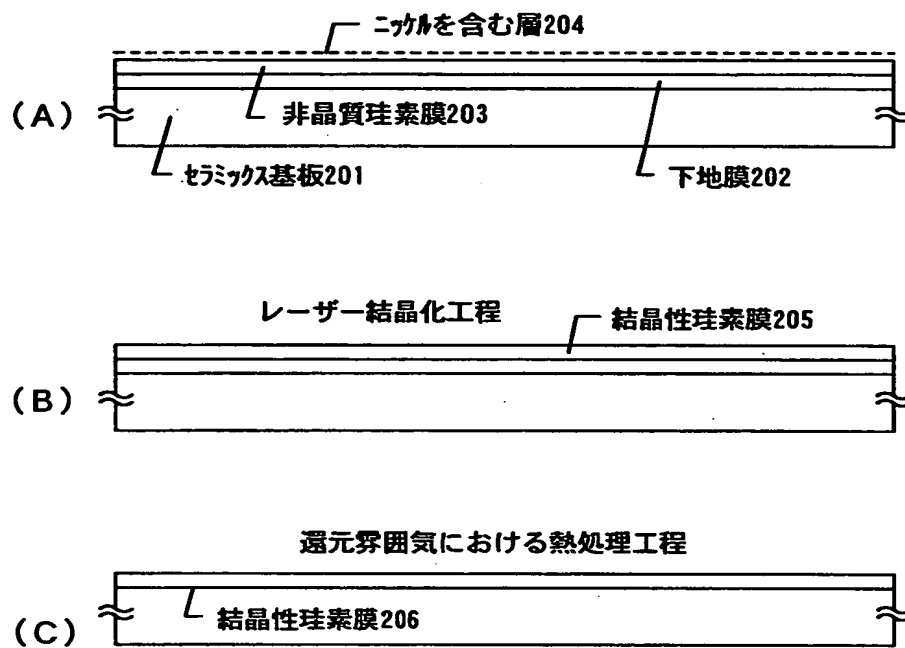 ニッケルを含む層204
(A)
非晶質珪素膜203
セラミックス基板201
下地膜202
レーザー結晶化工程
結晶性珪素膜205
(B)
還元雰囲気における熱処理工程
結晶性珪素膜206
(C)